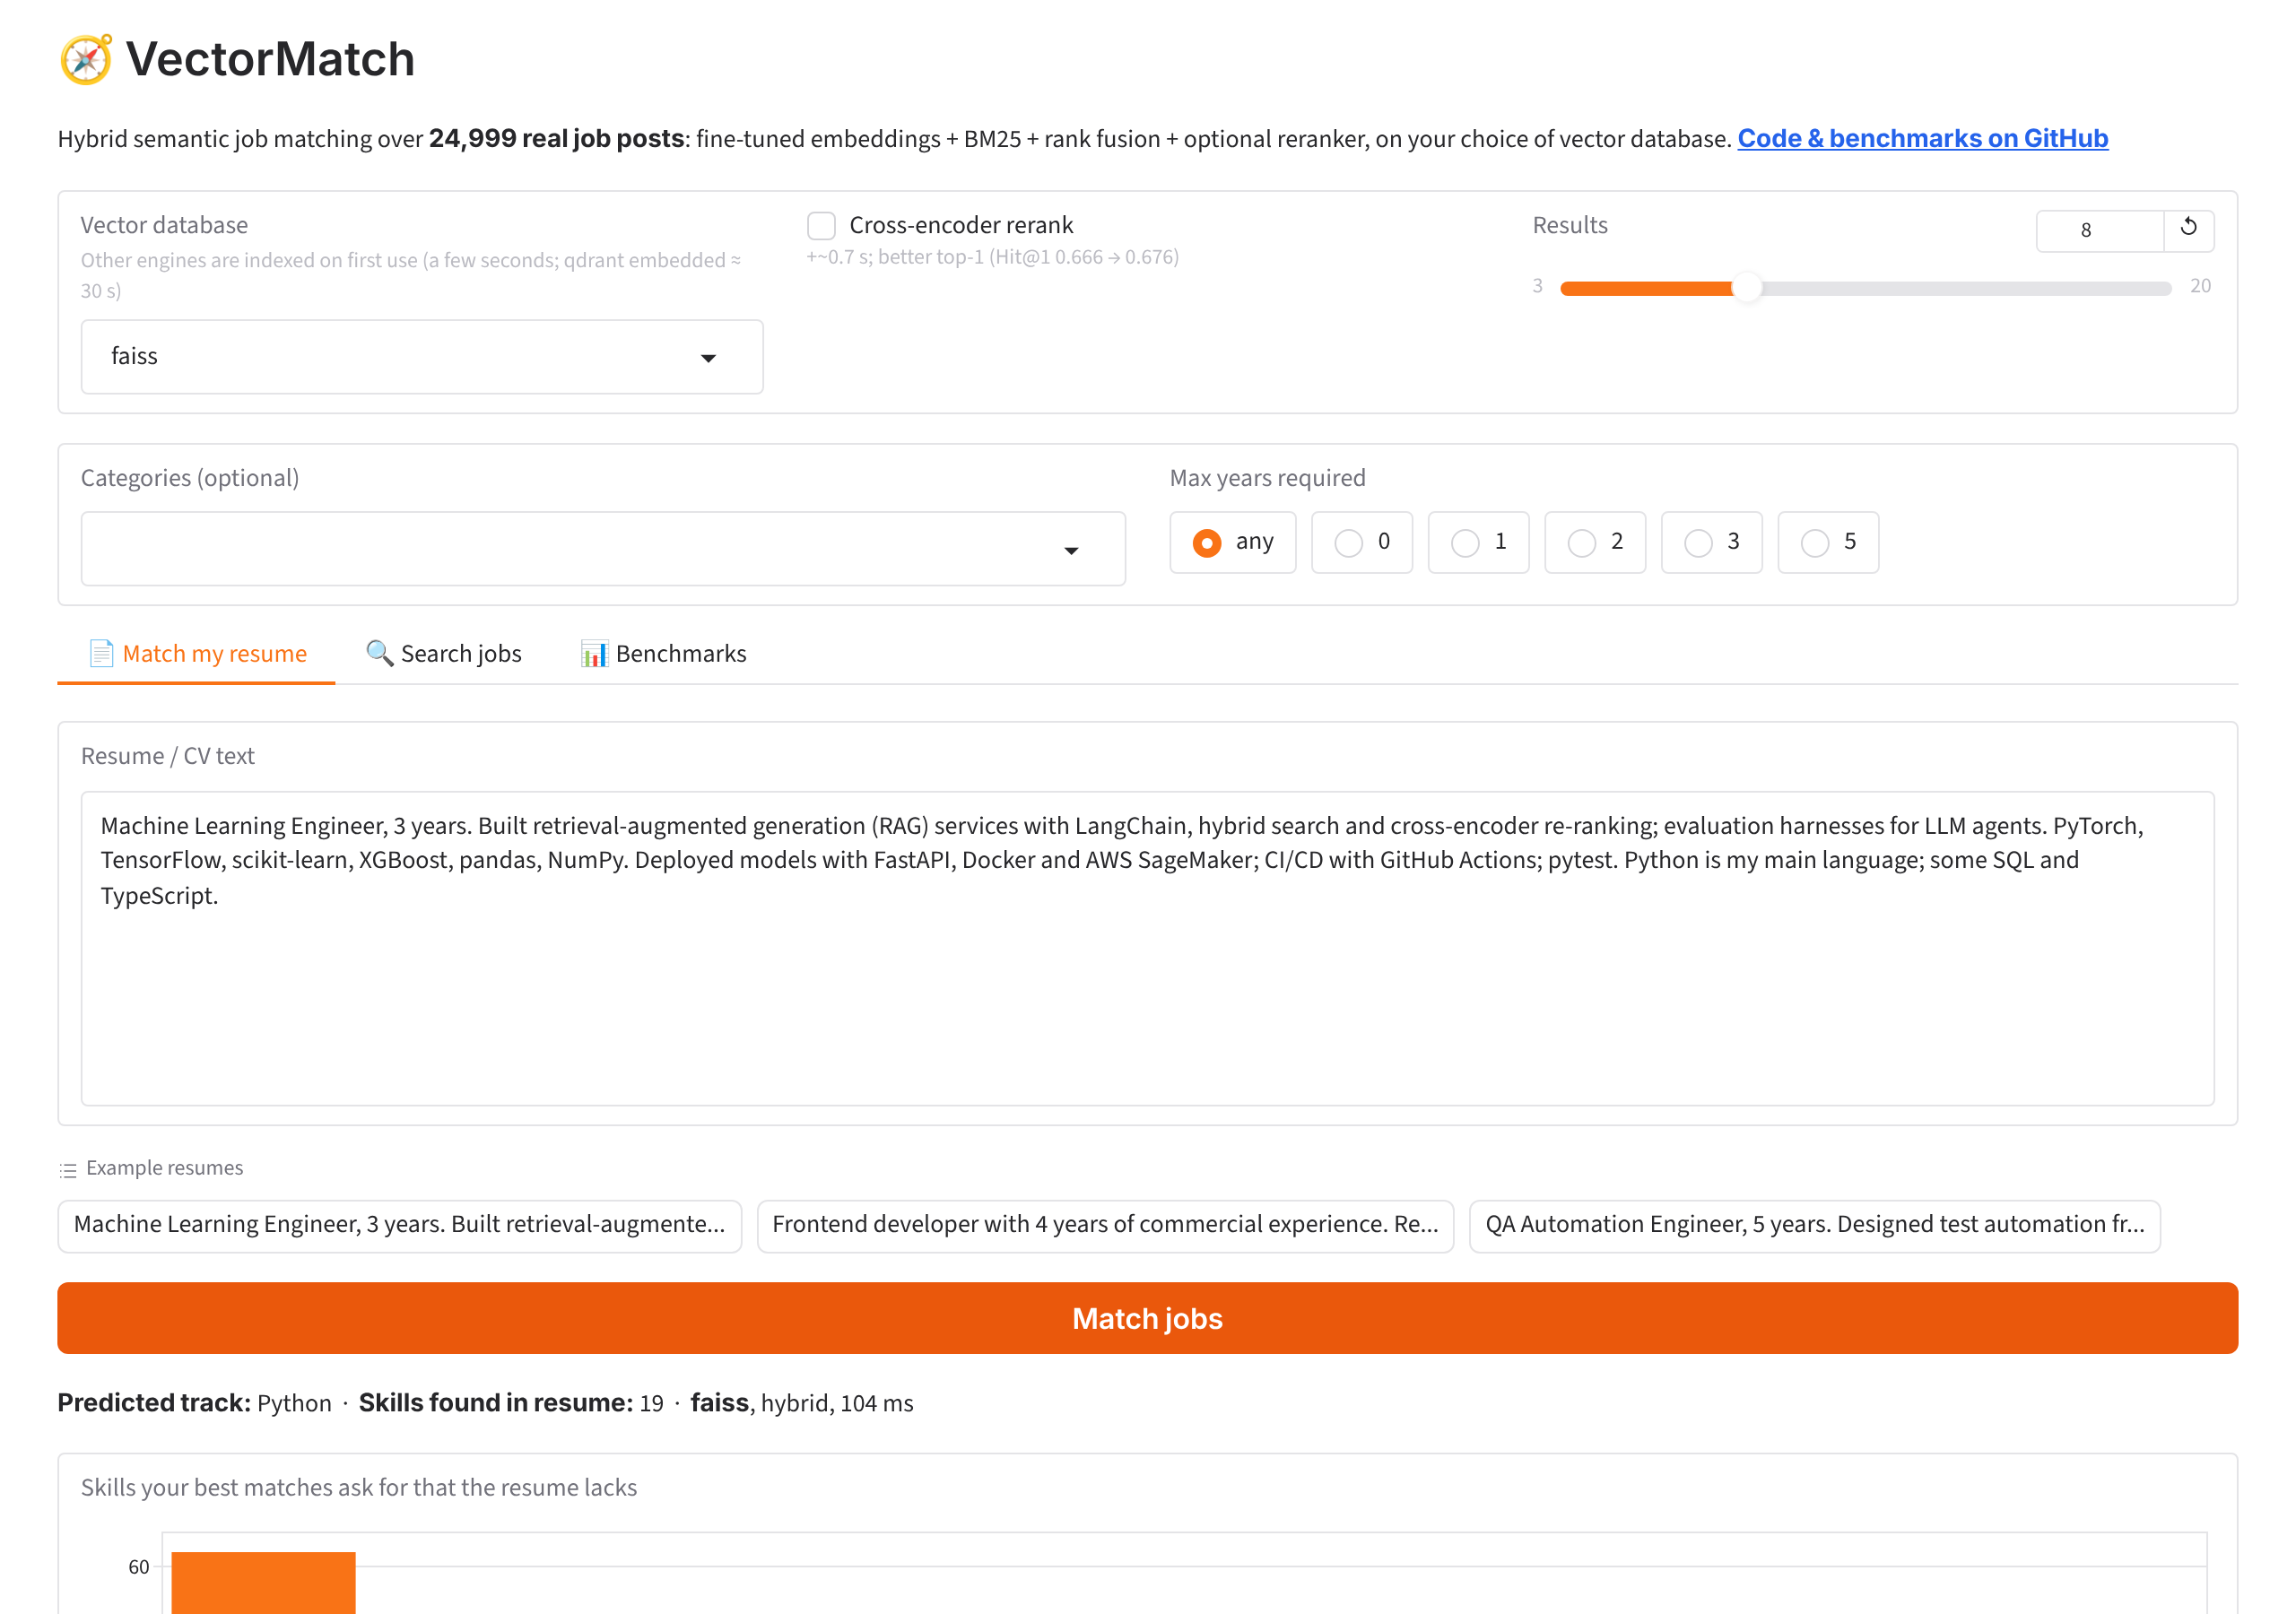 VectorMatch
Hybrid semantic job matching over 24,999 real job posts: fine-tuned embeddings + BM25 + rank fusion + optional reranker, on your choice of vector database. Code & benchmarks on GitHub
Vector database
Other engines are indexed on first use (a few seconds; qdrant embedded ≈
30 s)
faiss
Cross-encoder rerank
+~0.7 s; better top-1 (Hit@1 0.666 → 0.676)
Results
8
3
20
Categories (optional)
Max years required
any
0
1
2
3
5
Match my resume
Search jobs
Benchmarks
Resume / CV text
Machine Learning Engineer, 3 years. Built retrieval-augmented generation (RAG) services with LangChain, hybrid search and cross-encoder re-ranking; evaluation harnesses for LLM agents. PyTorch,
TensorFlow, scikit-learn, XGBoost, pandas, NumPy. Deployed models with FastAPI, Docker and AWS SageMaker; CI/CD with GitHub Actions; pytest. Python is my main language; some SQL and
TypeScript.
Example resumes
Machine Learning Engineer, 3 years. Built retrieval-augmente...
Frontend developer with 4 years of commercial experience. Re...
QA Automation Engineer, 5 years. Designed test automation fr...
Match jobs
Predicted track: Python · Skills found in resume: 19 · faiss, hybrid, 104 ms
Skills your best matches ask for that the resume lacks
60